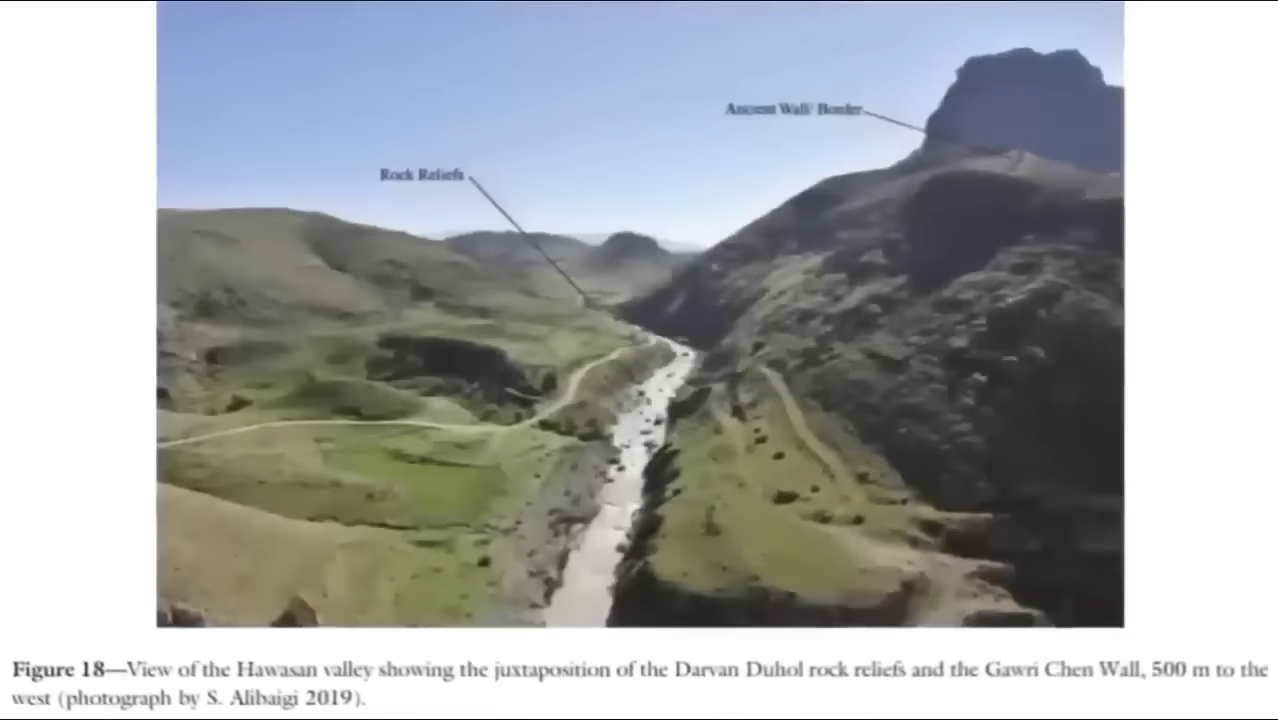 Ancient Wall/ Border
Rock Reliefs
Figure 18—View of the Hawasan valley showing the juxtaposition of the Darvan Duhol rock reliefs and the Gawri Chen Wall, 500 m to the
west (photograph by S. Alibaigi 2019).